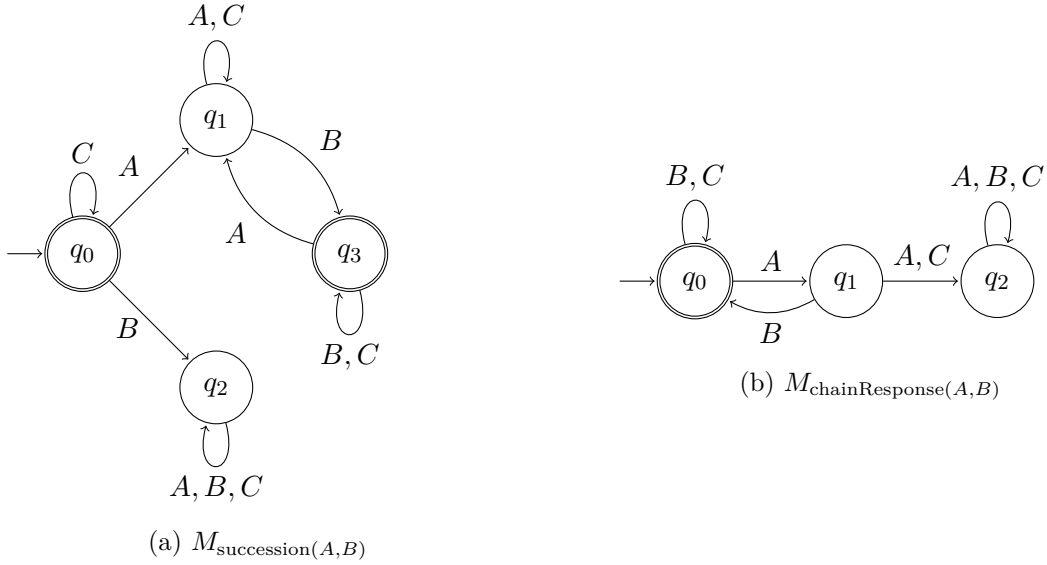 A, C
q₁
B
C
A
A
q₀
q₃
B
B, C
q₂
A, B, C
(a) M_succession(A,B)
B, C
A, B, C
A
A, C
q₀
q₁
q₂
B
(b) M_chainResponse(A,B)